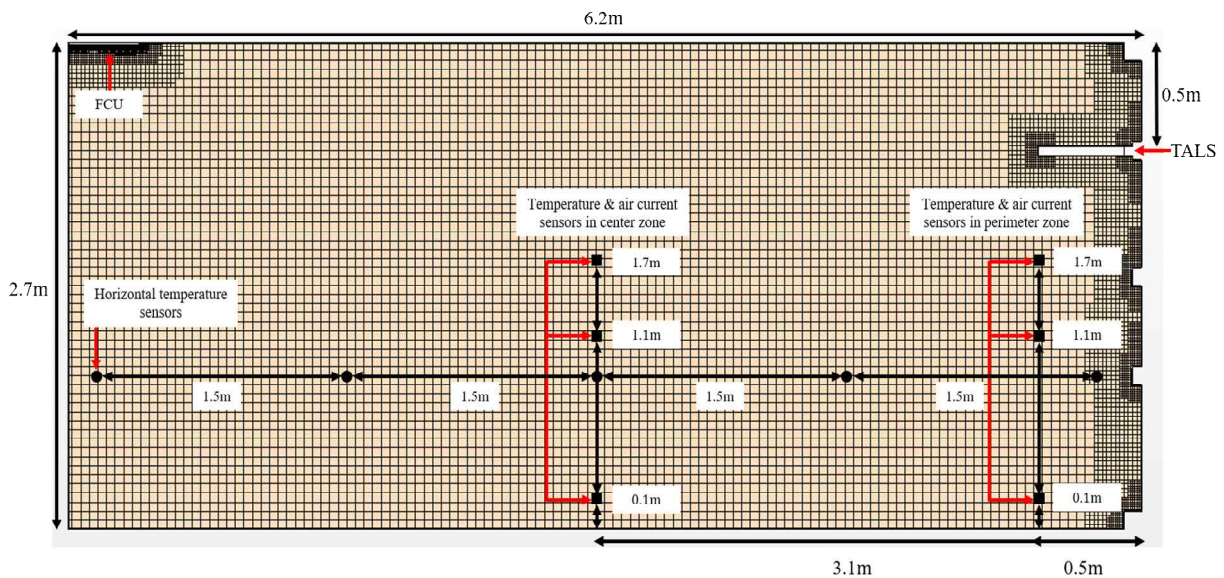 6.2m
FCU
0.5m
TALS
Temperature & air current
sensors in center zone
Temperature & air current
sensors in perimeter zone
1.7m
1.7m
2.7m
Horizontal temperature
sensors
1.1m
1.1m
1.5m
1.5m
1.5m
1.5m
0.1m
0.1m
3.1m
0.5m